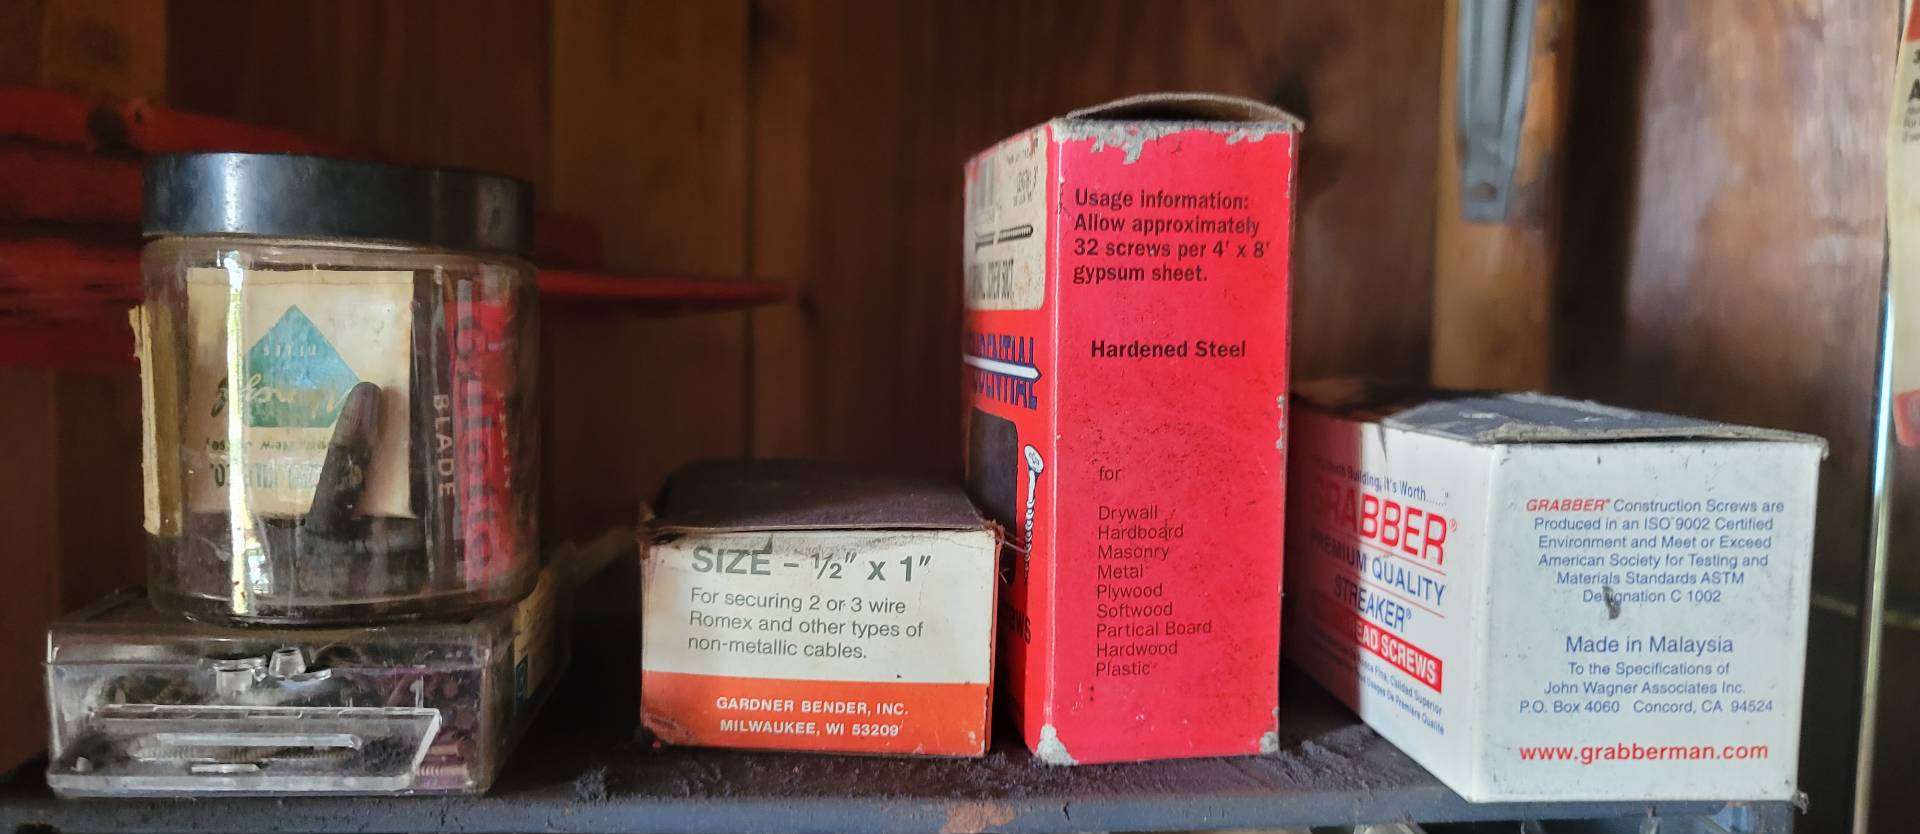 BLADE
Gillette
SIZE - 1/2" x 1"
For securing 2 or 3 wire
Romex and other types of
non-metallic cables.
GARDNER BENDER, INC.
MILWAUKEE, WI 53209
Usage information:
Allow approximately
32 screws per 4' x 8'
gypsum sheet.
Hardened Steel
for
Drywall
Hardboard
Masonry
Metal
Plywood
Softwood
Partical Board
Hardwood
Plastic
Building, It's Worth.....
GRABBER®
PREMIUM QUALITY
STREAKER®
SCREWS
GRABBER® Construction Screws are
Produced in an ISO 9002 Certified
Environment and Meet or Exceed
American Society for Testing and
Materials Standards ASTM
Designation C 1002
Made in Malaysia
To the Specifications of
John Wagner Associates Inc.
P.O. Box 4060 Concord, CA 94524
www.grabberman.com